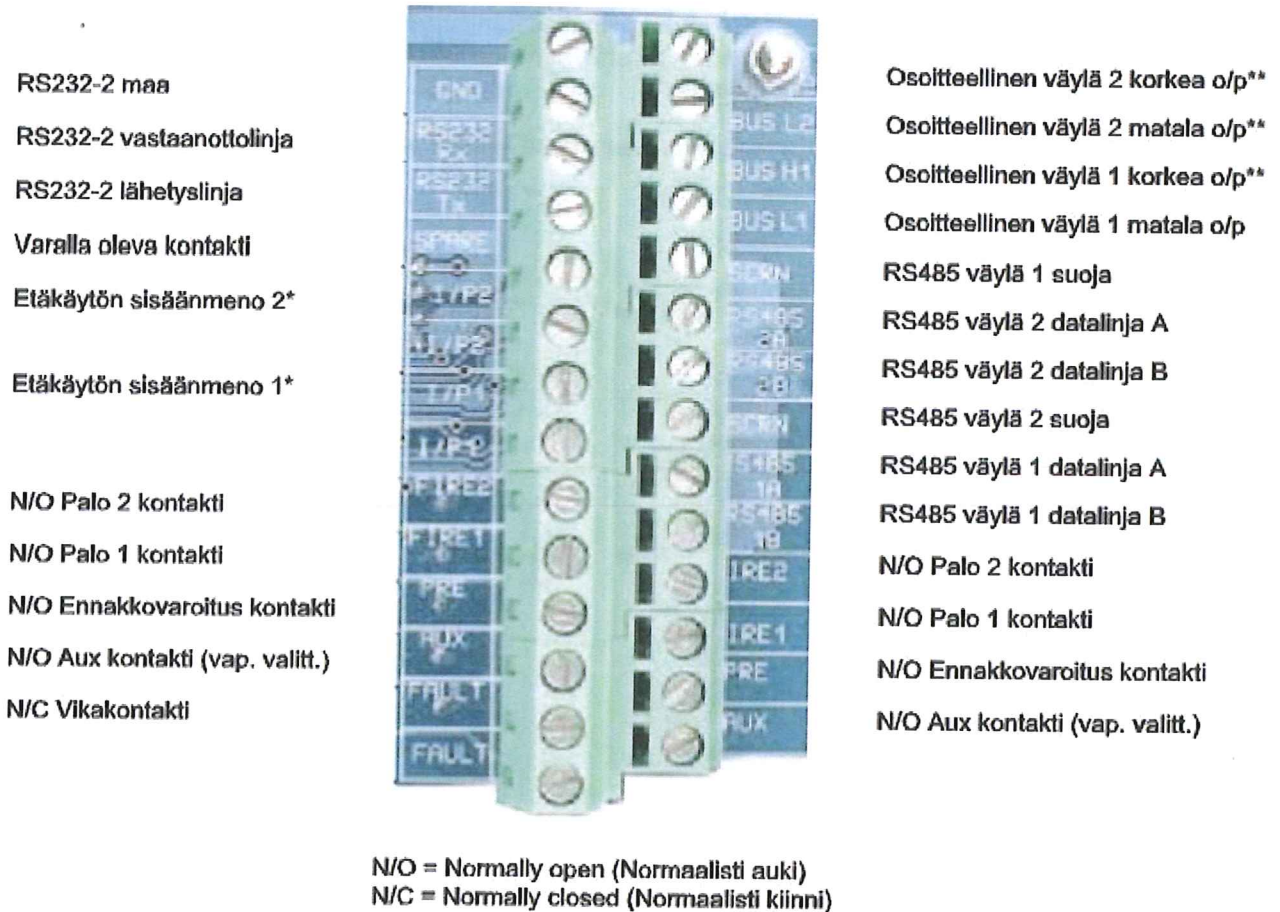 RS232-2 maa
RS232-2 vastaanottolinja
RS232-2 lähetyslinja
Varalla oleva kontakti
Etäkäytön sisäänmeno 2*
Etäkäytön sisäänmeno 1*
N/O Palo 2 kontakti
N/O Palo 1 kontakti
N/O Ennakkovaroitus kontakti
N/O Aux kontakti (vap. valitt.)
N/C Vikakontakti
GND
RS232
Rx
RS232
Tx
SPARE
I/P2
I/P2
I/P1
I/P1
FIRE2
FIRE1
PRE
AUX
FAULT
FAULT
BUS L2
BUS H1
BUS L1
SCRN
RS485
2A
RS485
2B
SCRN
RS485
1A
RS485
1B
IRE2
IRE1
PRE
AUX
Osoitteellinen väylä 2 korkea o/p**
Osoitteellinen väylä 2 matala o/p**
Osoitteellinen väylä 1 korkea o/p**
Osoitteellinen väylä 1 matala o/p
RS485 väylä 1 suoja
RS485 väylä 2 datalinja A
RS485 väylä 2 datalinja B
RS485 väylä 2 suoja
RS485 väylä 1 datalinja A
RS485 väylä 1 datalinja B
N/O Palo 2 kontakti
N/O Palo 1 kontakti
N/O Ennakkovaroitus kontakti
N/O Aux kontakti (vap. valitt.)
N/O = Normally open (Normaalisti auki)
N/C = Normally closed (Normaalisti kiinni)